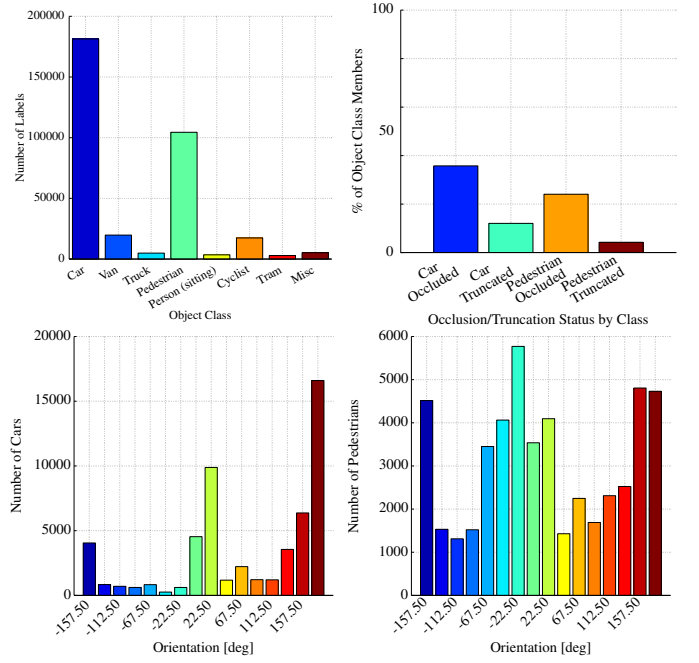 200000
150000
100000
50000
0
Number of Labels
Car
Van
Truck
Pedestrian
Person (sitting)
Cyclist
Tram
Misc
Object Class
100
50
0
% of Object Class Members
Car
Occluded
Car
Truncated
Pedestrian
Occluded
Pedestrian
Truncated
Occlusion/Truncation Status by Class
20000
15000
10000
5000
0
Number of Cars
-157.50
-112.50
-67.50
-22.50
22.50
67.50
112.50
157.50
Orientation [deg]
6000
5000
4000
3000
2000
1000
0
Number of Pedestrians
-157.50
-112.50
-67.50
-22.50
22.50
67.50
112.50
157.50
Orientation [deg]